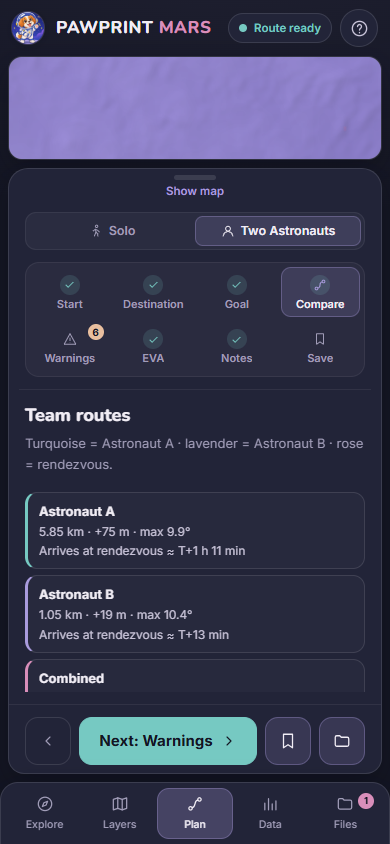 PAWPRINT MARS
Route ready
Show map
Solo
Two Astronauts
Start
Destination
Goal
Compare
6
Warnings
EVA
Notes
Save
Team routes
Turquoise = Astronaut A · lavender = Astronaut B · rose
= rendezvous.
Astronaut A
5.85 km · +75 m · max 9.9°
Arrives at rendezvous ≈ T+1 h 11 min
Astronaut B
1.05 km · +19 m · max 10.4°
Arrives at rendezvous ≈ T+13 min
Combined
Next: Warnings
Explore
Layers
Plan
Data
1
Files